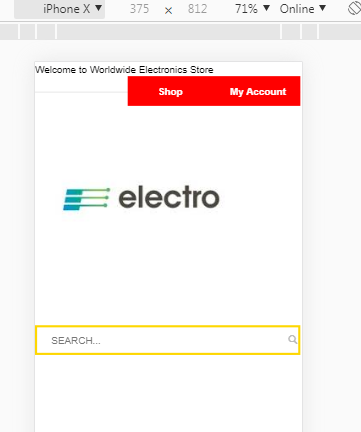 iPhone X ▼ 375 × 812 71% ▼ Online ▼
Welcome to Worldwide Electronics Store
Shop My Account
electro
SEARCH...